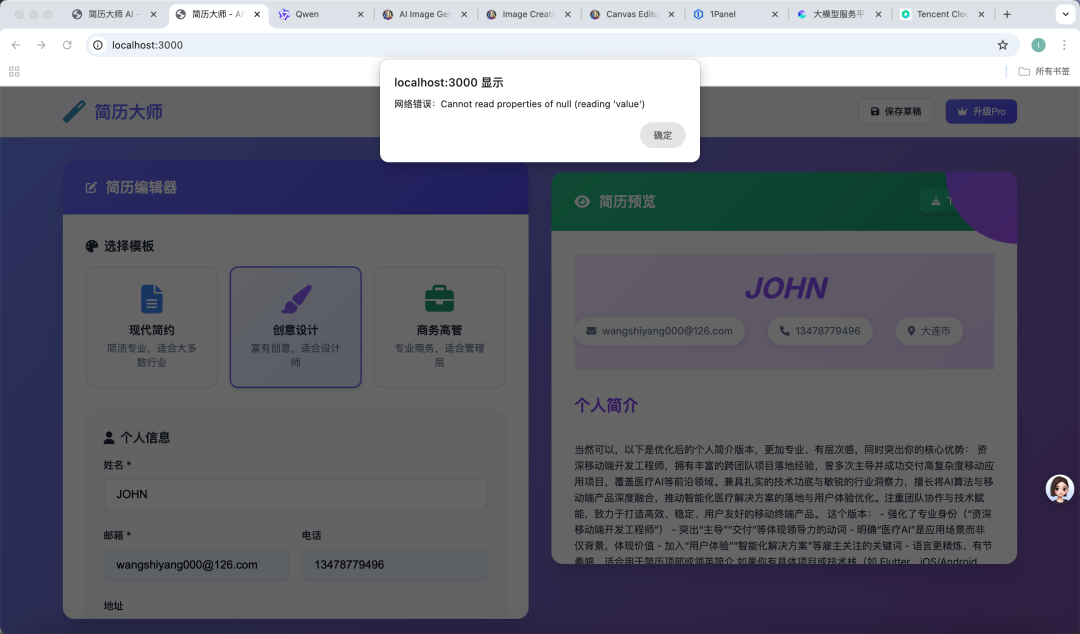 简历大师 AI -
简历大师 - AI
Qwen
AI Image Gen
Image Creati
Canvas Edito
1Panel
大模型服务平
Tencent Clou
localhost:3000
所有书签
localhost:3000 显示
网络错误：Cannot read properties of null (reading 'value')
确定
简历大师
保存草稿
升级Pro
简历编辑器
选择模板
现代简约
简洁专业，适合大多
数行业
创意设计
富有创意，适合设计
师
商务高管
专业商务，适合管理
层
个人信息
姓名 *
JOHN
邮箱 *
电话
wangshiyang000@126.com
13478779496
地址
简历预览
JOHN
wangshiyang000@126.com
13478779496
大连市
个人简介
当然可以，以下是优化后的个人简介版本，更加专业、有层次感，同时突出你的核心优势： 资
深移动端开发工程师，拥有丰富的跨团队项目落地经验，曾多次主导并成功交付高复杂度移动应
用项目，覆盖医疗AI等前沿领域。兼具扎实的技术功底与敏锐的行业洞察力，擅长将AI算法与移
动端产品深度融合，推动智能化医疗解决方案的落地与用户体验优化。注重团队协作与技术赋
能，致力于打造高效、稳定、用户友好的移动终端产品。 这个版本： - 强化了专业身份（“资深
移动端开发工程师”） - 突出“主导”“交付”等体现领导力的动词 - 明确“医疗AI”是应用场景而非
仅背景，体现价值 - 加入“用户体验”“智能化解决方案”等雇主关注的关键词 - 语言更精炼、有节
奏感，适合用于简历顶部或领英简介 如果你有具体项目或技术栈（如 Flutter、iOS/Android